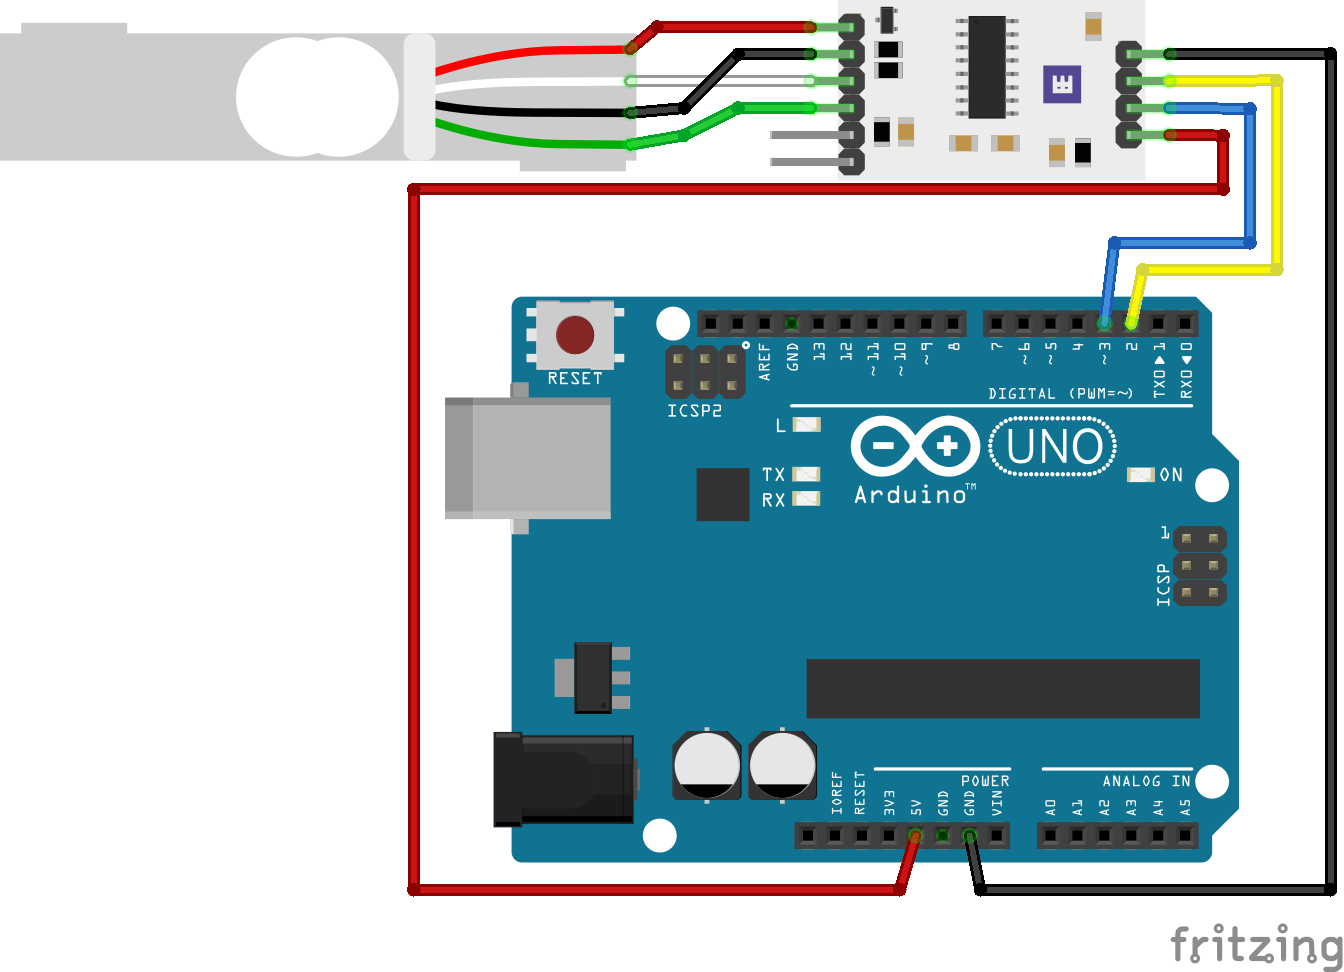 E
RESET
ICSP2
AREF
GND
13
12
~11
~10
~9
8
7
~6
~5
4
~3
2
TX0▶1
RX0◀0
DIGITAL (PWM=~)
L
TX
RX
Arduino™
UNO
ON
1
ICSP
POWER
ANALOG IN
IOREF
RESET
3V3
5V
GND
GND
VIN
A0
A1
A2
A3
A4
A5
fritzing